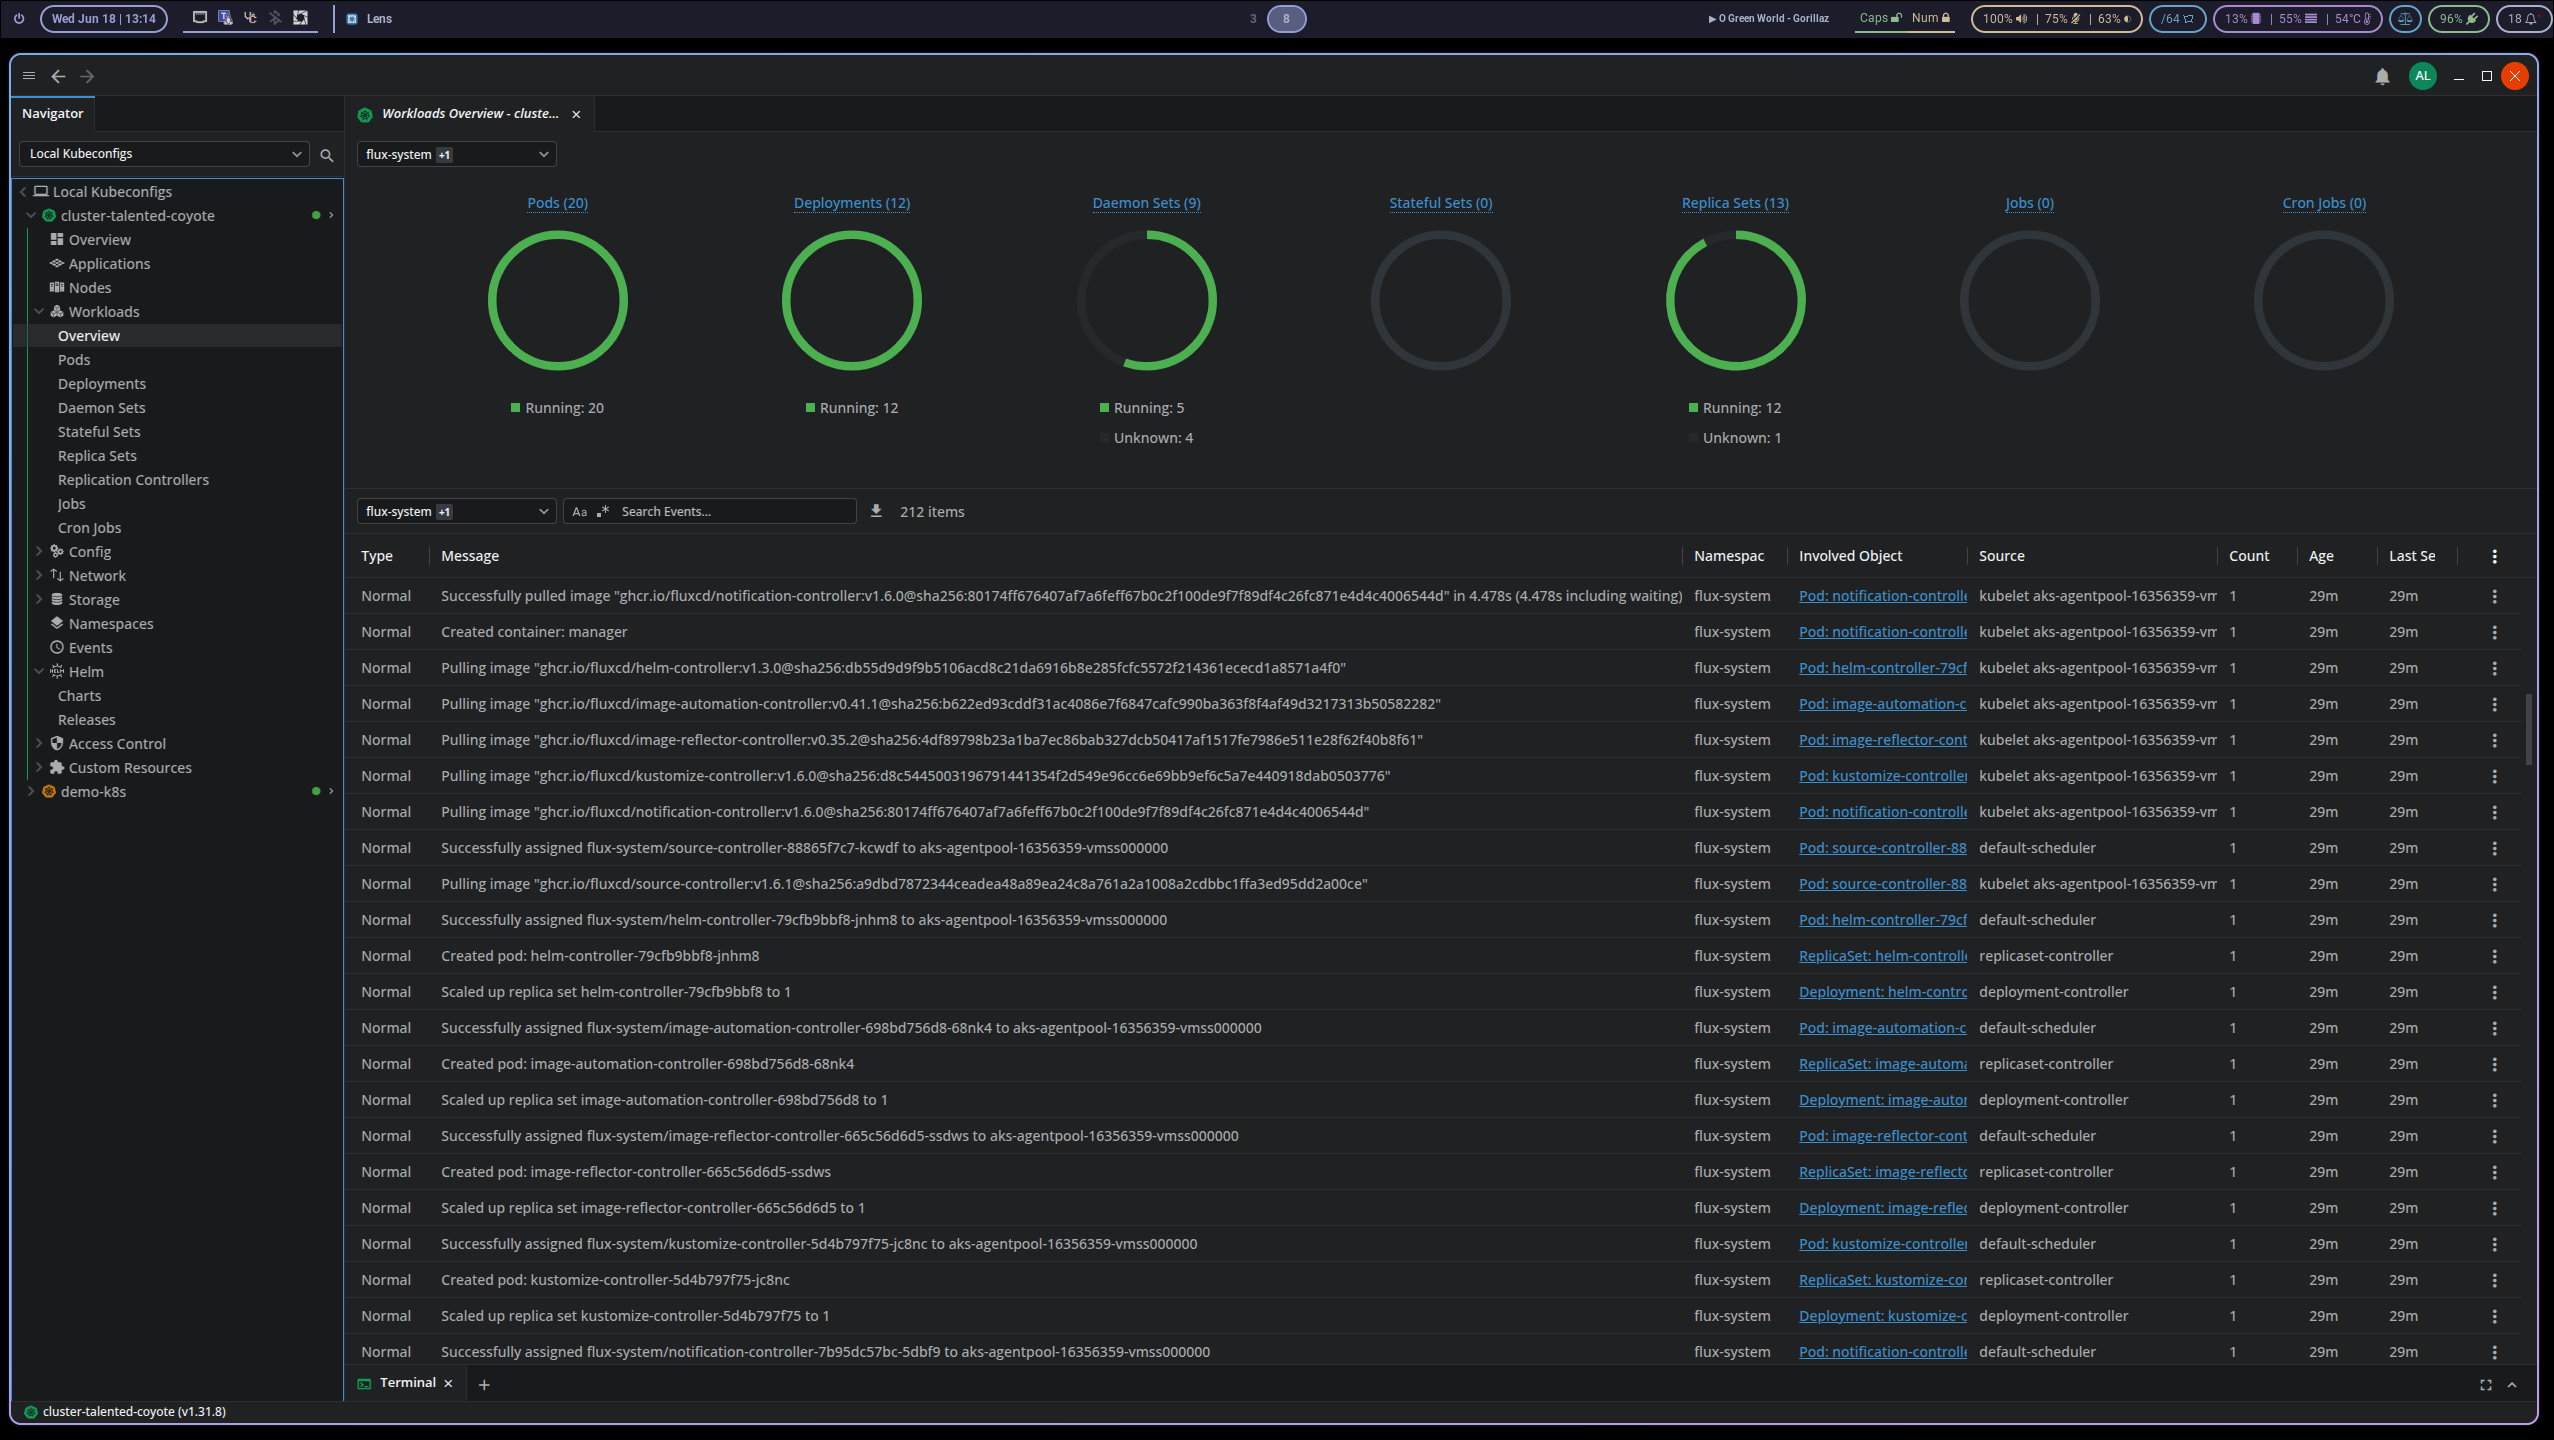 Wed Jun 18 | 13:14
Lens
3
8
▶ O Green World - Gorillaz
Caps
Num
100% | 75% | 63%
/64
13% | 55% | 54°C
96%
18
AL
Navigator
Workloads Overview - cluste...
Local Kubeconfigs
flux-system +1
Local Kubeconfigs
cluster-talented-coyote
Overview
Applications
Nodes
Workloads
Overview
Pods
Deployments
Daemon Sets
Stateful Sets
Replica Sets
Replication Controllers
Jobs
Cron Jobs
Config
Network
Storage
Namespaces
Events
Helm
Charts
Releases
Access Control
Custom Resources
demo-k8s
Pods (20)
Running: 20
Deployments (12)
Running: 12
Daemon Sets (9)
Running: 5
Unknown: 4
Stateful Sets (0)
Replica Sets (13)
Running: 12
Unknown: 1
Jobs (0)
Cron Jobs (0)
flux-system +1
Aa .* Search Events...
212 items
Type Message Namespac Involved Object Source Count Age Last Se
Normal Successfully pulled image "ghcr.io/fluxcd/notification-controller:v1.6.0@sha256:80174ff676407af7a6feff67b0c2f100de9f7f89df4c26fc871e4d4c4006544d" in 4.478s (4.478s including waiting) flux-system Pod: notification-controlle kubelet aks-agentpool-16356359-vm 1 29m 29m
Normal Created container: manager flux-system Pod: notification-controlle kubelet aks-agentpool-16356359-vm 1 29m 29m
Normal Pulling image "ghcr.io/fluxcd/helm-controller:v1.3.0@sha256:db55d9d9f9b5106acd8c21da6916b8e285fcfc5572f214361ececd1a8571a4f0" flux-system Pod: helm-controller-79cf kubelet aks-agentpool-16356359-vm 1 29m 29m
Normal Pulling image "ghcr.io/fluxcd/image-automation-controller:v0.41.1@sha256:b622ed93cddf31ac4086e7f6847cafc990ba363f8f4af49d3217313b50582282" flux-system Pod: image-automation-c kubelet aks-agentpool-16356359-vm 1 29m 29m
Normal Pulling image "ghcr.io/fluxcd/image-reflector-controller:v0.35.2@sha256:4df89798b23a1ba7ec86bab327dcb50417af1517fe7986e511e28f62f40b8f61" flux-system Pod: image-reflector-cont kubelet aks-agentpool-16356359-vm 1 29m 29m
Normal Pulling image "ghcr.io/fluxcd/kustomize-controller:v1.6.0@sha256:d8c5445003196791441354f2d549e96cc6e69bb9ef6c5a7e440918dab0503776" flux-system Pod: kustomize-controller kubelet aks-agentpool-16356359-vm 1 29m 29m
Normal Pulling image "ghcr.io/fluxcd/notification-controller:v1.6.0@sha256:80174ff676407af7a6feff67b0c2f100de9f7f89df4c26fc871e4d4c4006544d" flux-system Pod: notification-controlle kubelet aks-agentpool-16356359-vm 1 29m 29m
Normal Successfully assigned flux-system/source-controller-88865f7c7-kcwdf to aks-agentpool-16356359-vmss000000 flux-system Pod: source-controller-88 default-scheduler 1 29m 29m
Normal Pulling image "ghcr.io/fluxcd/source-controller:v1.6.1@sha256:a9dbd7872344ceadea48a89ea24c8a761a2a1008a2cdbbc1ffa3ed95dd2a00ce" flux-system Pod: source-controller-88 kubelet aks-agentpool-16356359-vm 1 29m 29m
Normal Successfully assigned flux-system/helm-controller-79cfb9bbf8-jnhm8 to aks-agentpool-16356359-vmss000000 flux-system Pod: helm-controller-79cf default-scheduler 1 29m 29m
Normal Created pod: helm-controller-79cfb9bbf8-jnhm8 flux-system ReplicaSet: helm-controlle replicaset-controller 1 29m 29m
Normal Scaled up replica set helm-controller-79cfb9bbf8 to 1 flux-system Deployment: helm-contrc deployment-controller 1 29m 29m
Normal Successfully assigned flux-system/image-automation-controller-698bd756d8-68nk4 to aks-agentpool-16356359-vmss000000 flux-system Pod: image-automation-c default-scheduler 1 29m 29m
Normal Created pod: image-automation-controller-698bd756d8-68nk4 flux-system ReplicaSet: image-automa replicaset-controller 1 29m 29m
Normal Scaled up replica set image-automation-controller-698bd756d8 to 1 flux-system Deployment: image-autor deployment-controller 1 29m 29m
Normal Successfully assigned flux-system/image-reflector-controller-665c56d6d5-ssdws to aks-agentpool-16356359-vmss000000 flux-system Pod: image-reflector-cont default-scheduler 1 29m 29m
Normal Created pod: image-reflector-controller-665c56d6d5-ssdws flux-system ReplicaSet: image-reflectc replicaset-controller 1 29m 29m
Normal Scaled up replica set image-reflector-controller-665c56d6d5 to 1 flux-system Deployment: image-reflec deployment-controller 1 29m 29m
Normal Successfully assigned flux-system/kustomize-controller-5d4b797f75-jc8nc to aks-agentpool-16356359-vmss000000 flux-system Pod: kustomize-controller default-scheduler 1 29m 29m
Normal Created pod: kustomize-controller-5d4b797f75-jc8nc flux-system ReplicaSet: kustomize-cor replicaset-controller 1 29m 29m
Normal Scaled up replica set kustomize-controller-5d4b797f75 to 1 flux-system Deployment: kustomize-c deployment-controller 1 29m 29m
Normal Successfully assigned flux-system/notification-controller-7b95dc57bc-5dbf9 to aks-agentpool-16356359-vmss000000 flux-system Pod: notification-controlle default-scheduler 1 29m 29m
Terminal
cluster-talented-coyote (v1.31.8)